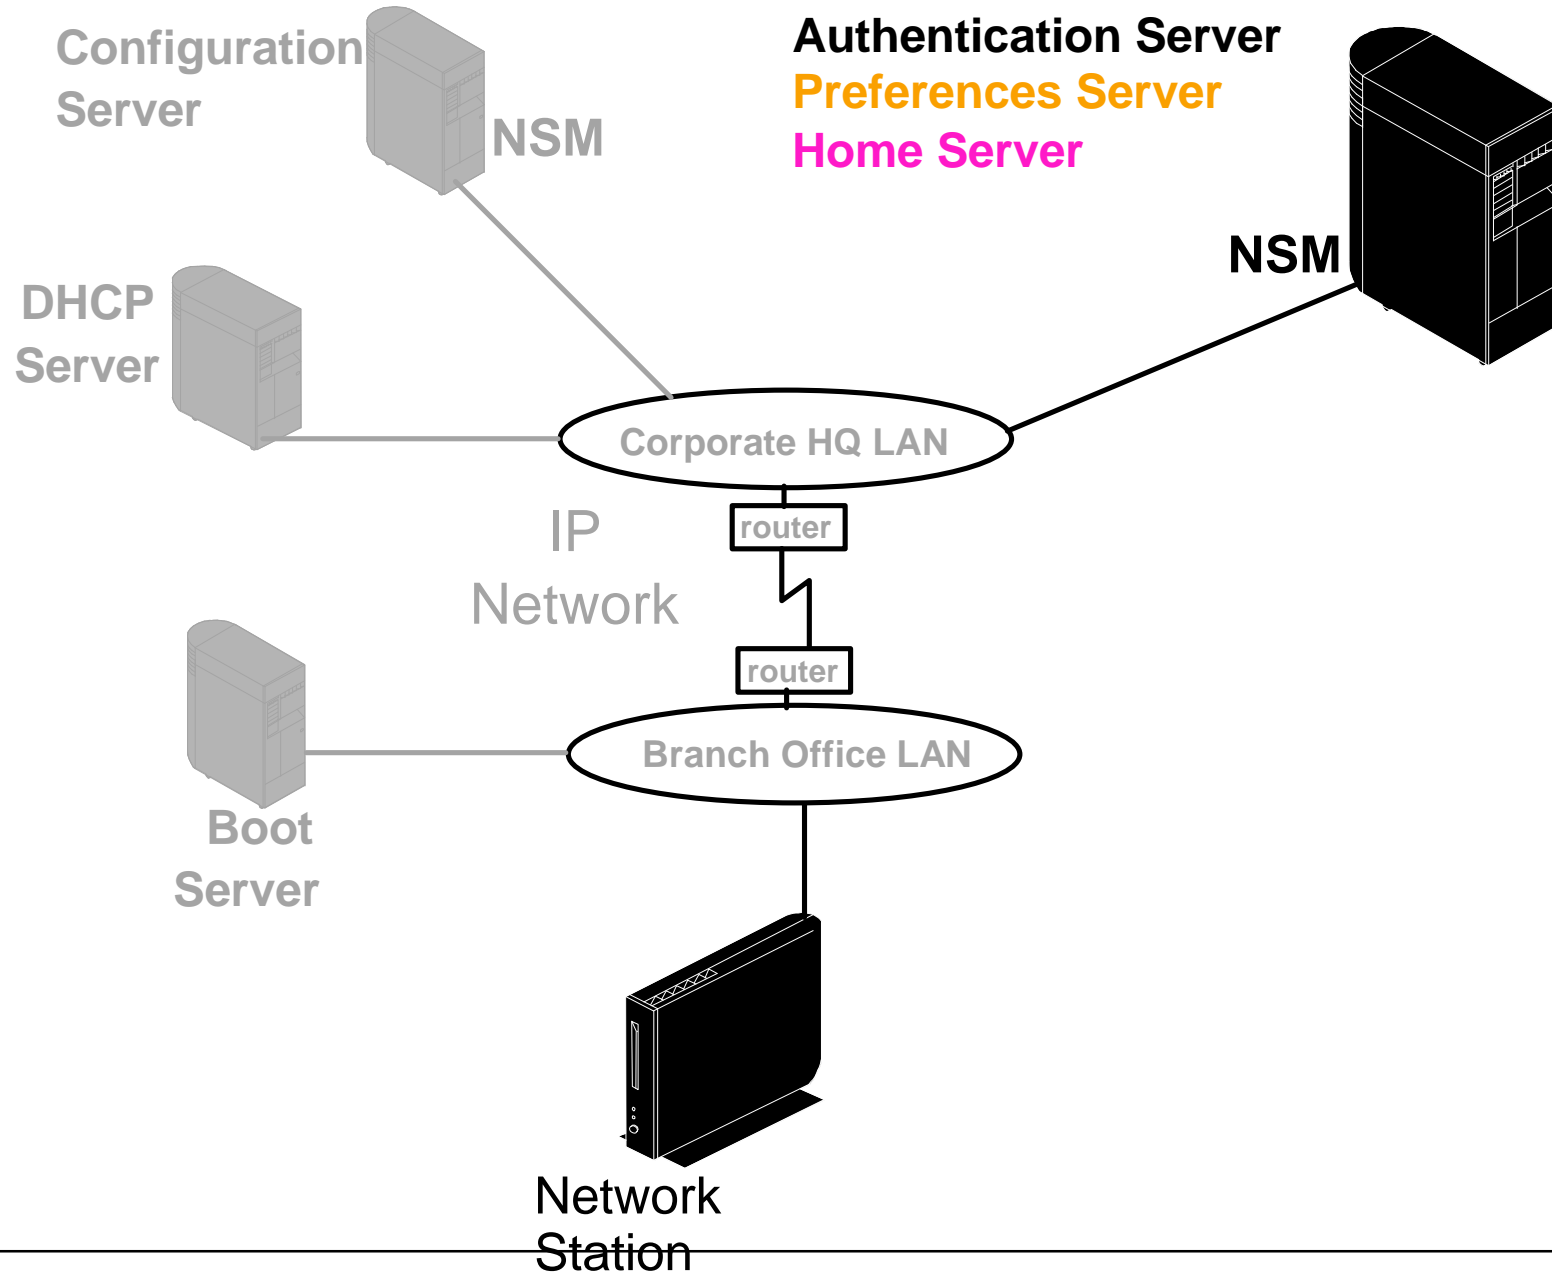 Configuration
Server
NSM
Authentication Server
Preferences Server
Home Server
NSM
DHCP
Server
Corporate HQ LAN
router
IP
Network
router
Branch Office LAN
Boot
Server
Network
Station